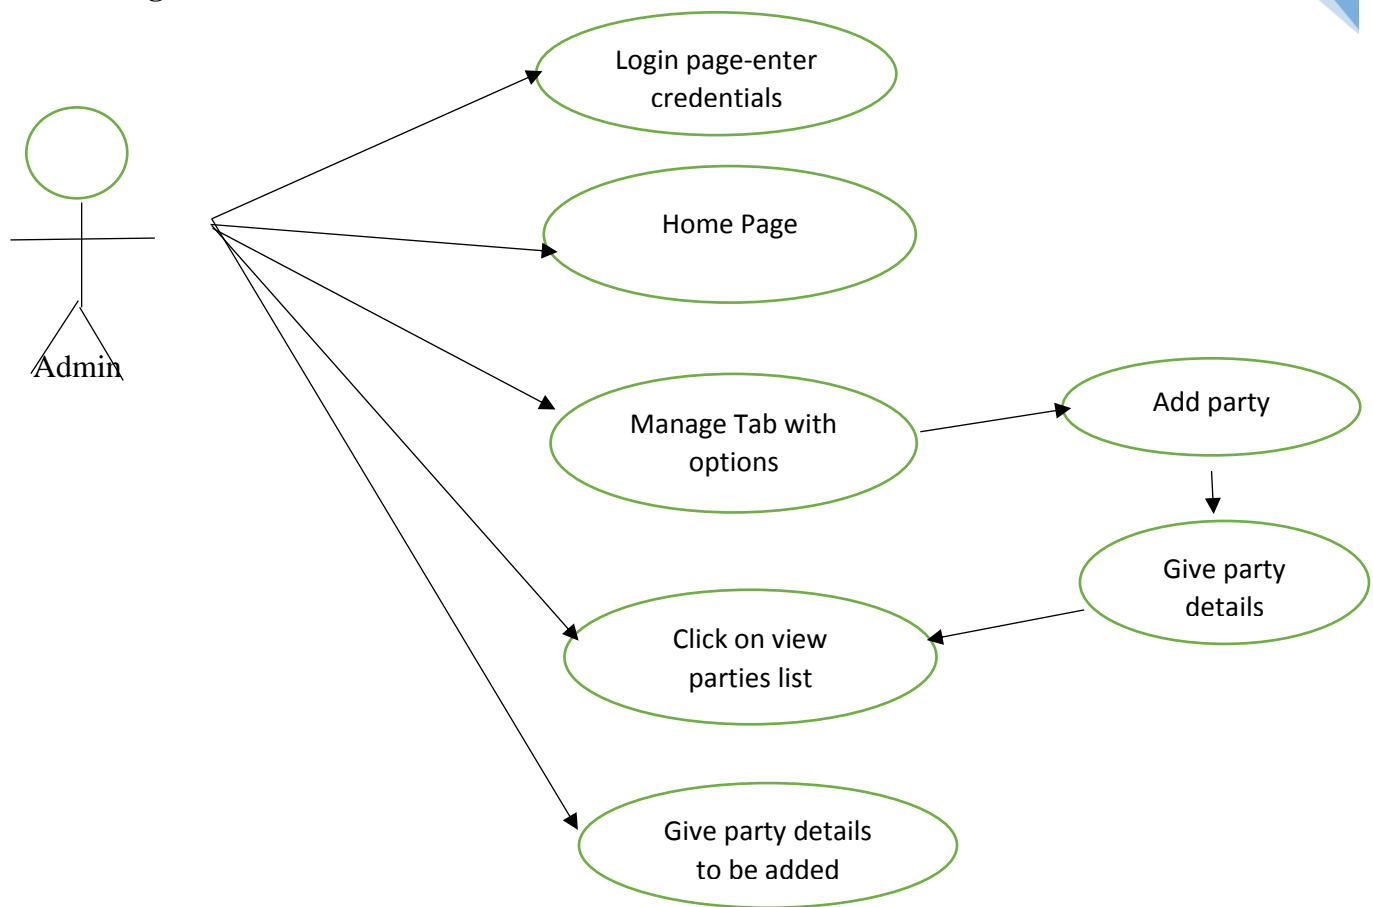 Login page-enter
credentials
Home Page
Admin
Manage Tab with
options
Add party
Give party
details
Click on view
parties list
Give party details
to be added